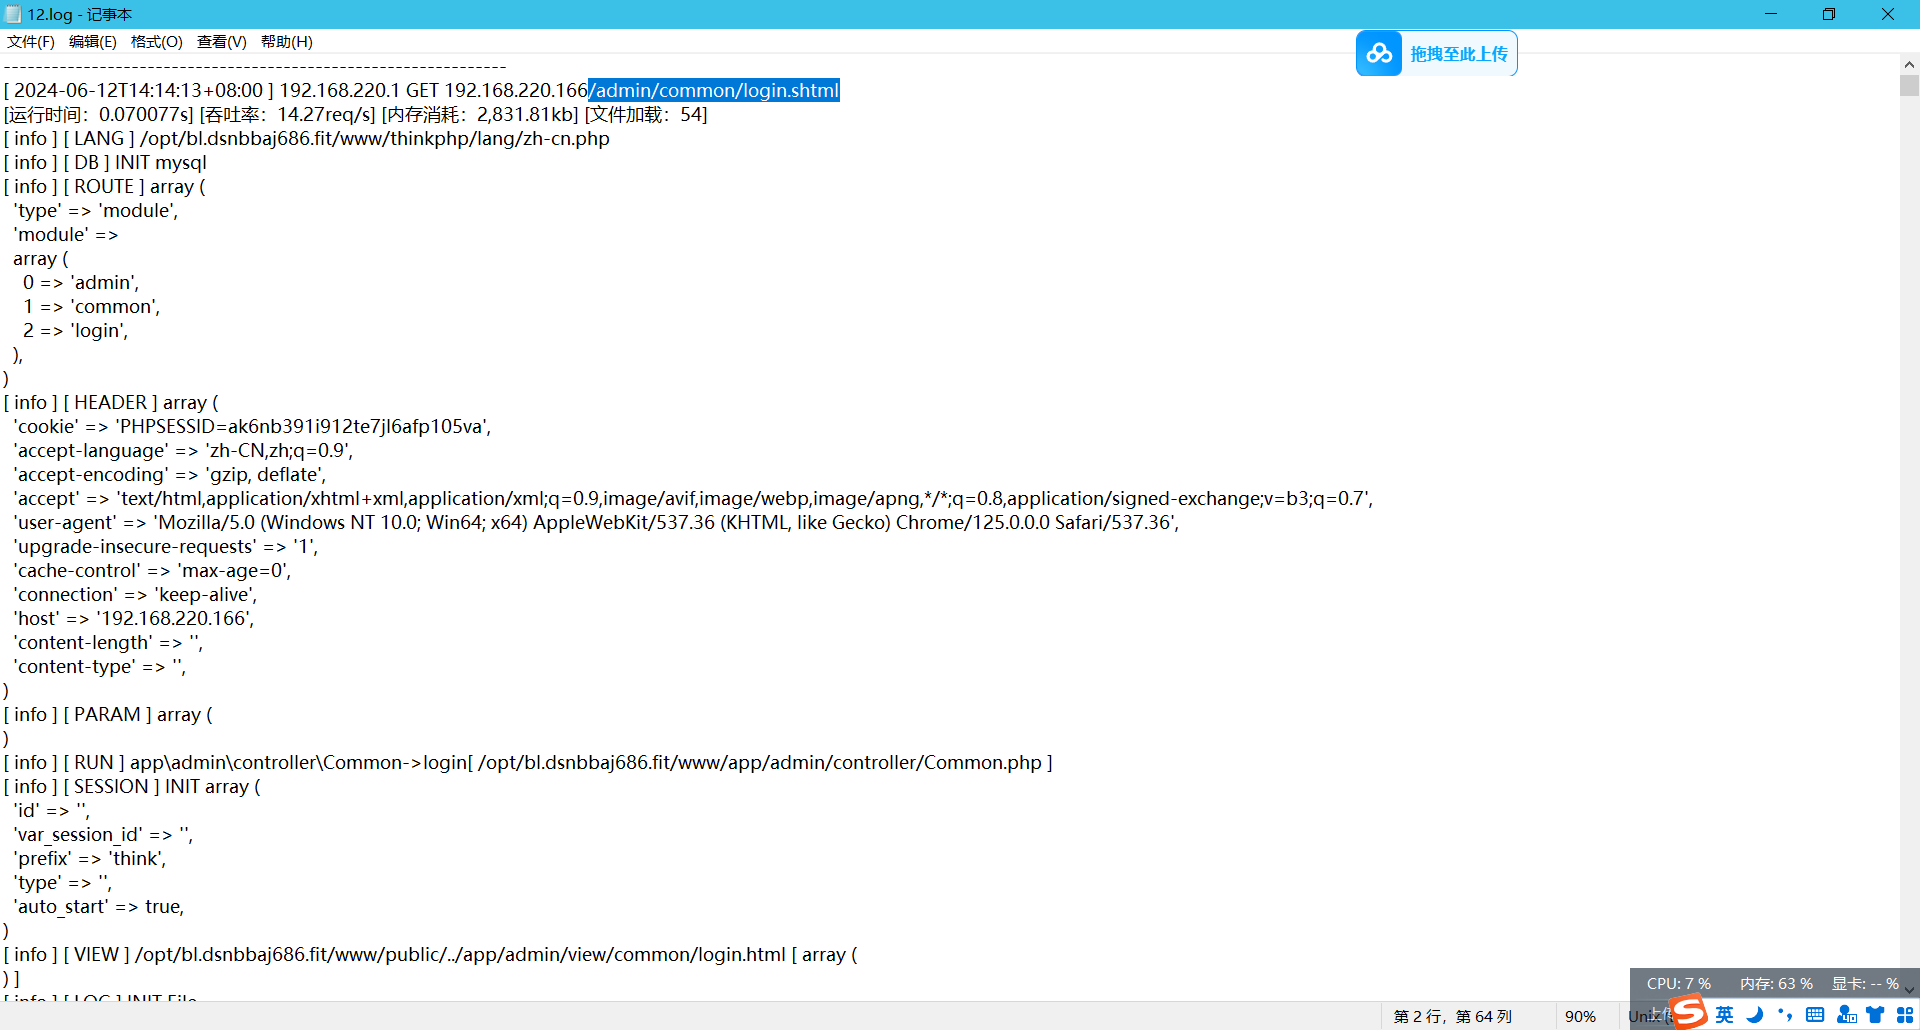 12.log - 记事本
文件(F) 编辑(E) 格式(O) 查看(V) 帮助(H)
拖拽至此上传
---------------------------------------------------------------
[ 2024-06-12T14:14:13+08:00 ] 192.168.220.1 GET 192.168.220.166/admin/common/login.shtml
[运行时间：0.070077s] [吞吐率：14.27req/s] [内存消耗：2,831.81kb] [文件加载：54]
[ info ] [ LANG ] /opt/bl.dsnbbaj686.fit/www/thinkphp/lang/zh-cn.php
[ info ] [ DB ] INIT mysql
[ info ] [ ROUTE ] array (
'type' => 'module',
'module' =>
array (
0 => 'admin',
1 => 'common',
2 => 'login',
),
)
[ info ] [ HEADER ] array (
'cookie' => 'PHPSESSID=ak6nb391i912te7jl6afp105va',
'accept-language' => 'zh-CN,zh;q=0.9',
'accept-encoding' => 'gzip, deflate',
'accept' => 'text/html,application/xhtml+xml,application/xml;q=0.9,image/avif,image/webp,image/apng,*/*;q=0.8,application/signed-exchange;v=b3;q=0.7',
'user-agent' => 'Mozilla/5.0 (Windows NT 10.0; Win64; x64) AppleWebKit/537.36 (KHTML, like Gecko) Chrome/125.0.0.0 Safari/537.36',
'upgrade-insecure-requests' => '1',
'cache-control' => 'max-age=0',
'connection' => 'keep-alive',
'host' => '192.168.220.166',
'content-length' => '',
'content-type' => '',
)
[ info ] [ PARAM ] array (
)
[ info ] [ RUN ] app\admin\controller\Common->login[ /opt/bl.dsnbbaj686.fit/www/app/admin/controller/Common.php ]
[ info ] [ SESSION ] INIT array (
'id' => '',
'var_session_id' => '',
'prefix' => 'think',
'type' => '',
'auto_start' => true,
)
[ info ] [ VIEW ] /opt/bl.dsnbbaj686.fit/www/public/../app/admin/view/common/login.html [ array (
) ]
[ info ] [ LOG ] INIT File
CPU: 7 % 内存: 63 % 显卡: -- %
第 2 行，第 64 列 90% Unix 上传 英